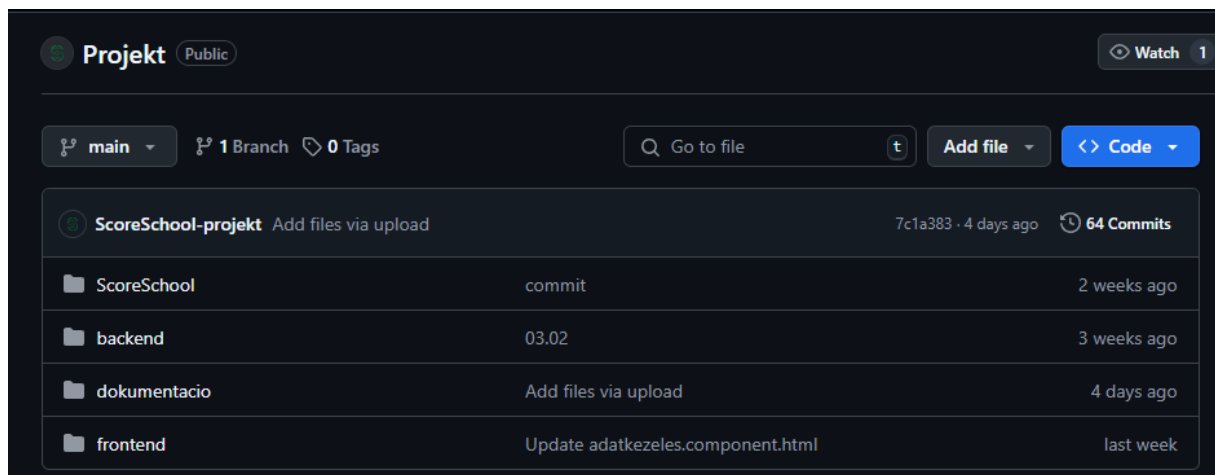 Projekt Public Watch 1
main 1 Branch 0 Tags Go to file t Add file <> Code
ScoreSchool-projekt Add files via upload 7c1a383 · 4 days ago 64 Commits
ScoreSchool commit 2 weeks ago
backend 03.02 3 weeks ago
dokumentacio Add files via upload 4 days ago
frontend Update adatkezeles.component.html last week